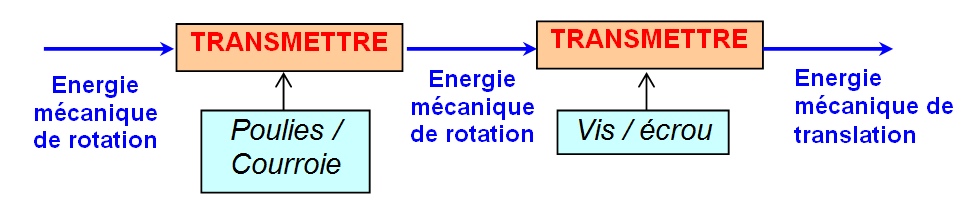 TRANSMETTRE
TRANSMETTRE
Energie
mécanique
de rotation
Energie
mécanique
de rotation
Energie
mécanique de
translation
Poulies /
Courroie
Vis / écrou